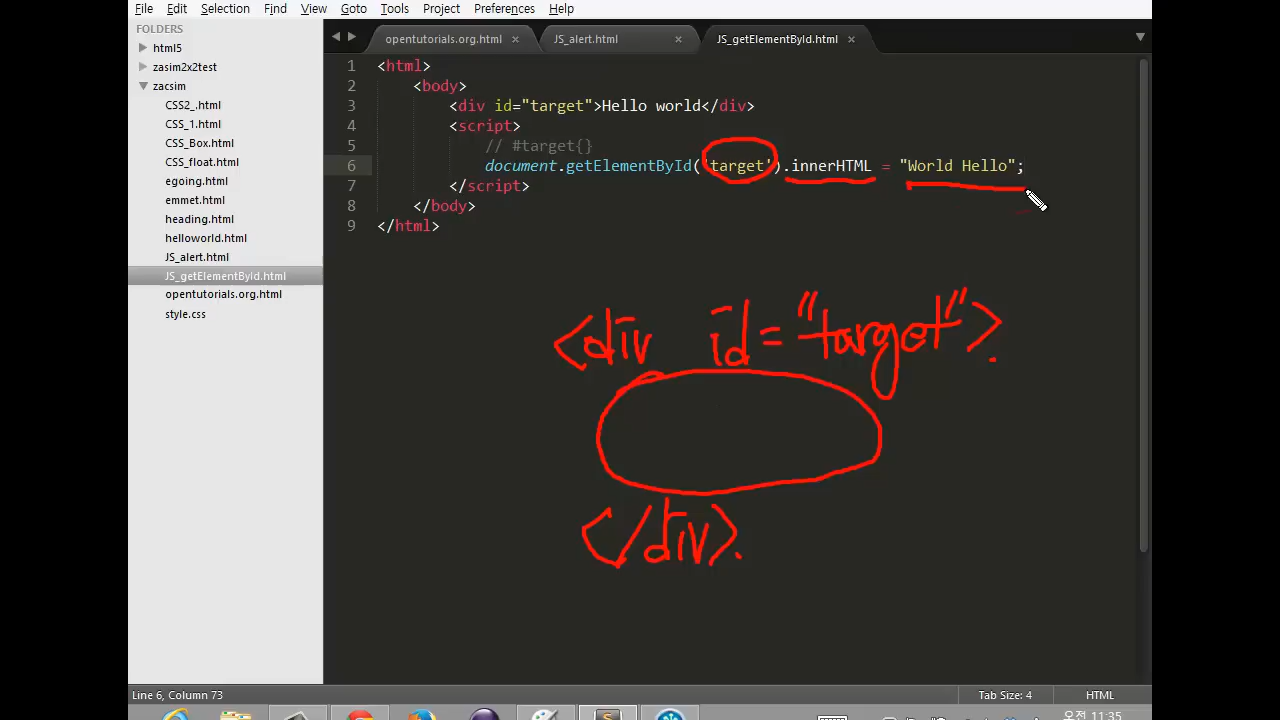 File Edit Selection Find View Goto Tools Project Preferences Help
FOLDERS
html5
zasim2x2test
zacsim
CSS2_.html
CSS_1.html
CSS_Box.html
CSS_float.html
egoing.html
emmet.html
heading.html
helloworld.html
JS_alert.html
JS_getElementById.html
opentutorials.org.html
style.css
opentutorials.org.html × JS_alert.html × JS_getElementById.html ×
1 <html>
2 <body>
3 <div id="target">Hello world</div>
4 <script>
5 // #target{}
6 document.getElementById('target').innerHTML = "World Hello";
7 </script>
8 </body>
9 </html>
<div id="target">
</div>
Line 6, Column 73 Tab Size: 4 HTML
오전 11:35